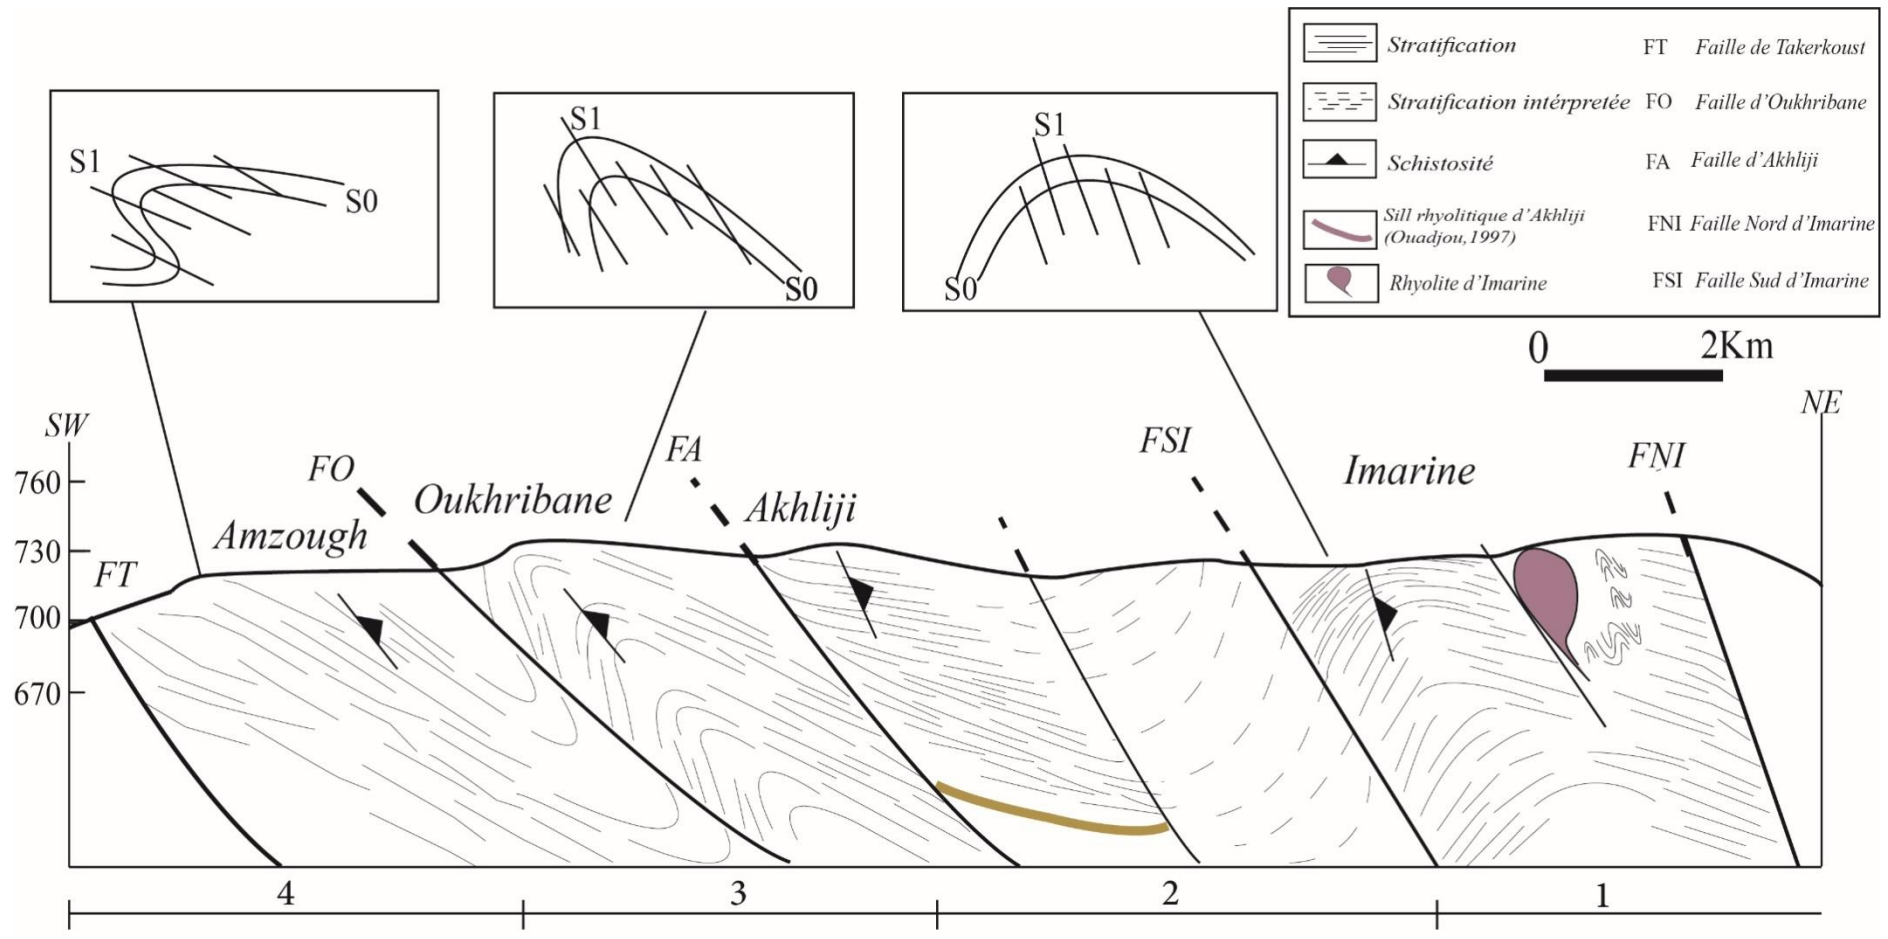 Stratification
FT Faille de Takerkoust
Stratification intérpretée
FO Faille d'Oukhribane
Schistosité
FA Faille d'Akhliji
Sill rhyolitique d'Akhliji
(Ouadjou,1997)
FNI Faille Nord d'Imarine
Rhyolite d'Imarine
FSI Faille Sud d'Imarine
S1
S0
S1
S0
S1
S0
0 2Km
SW
NE
760
730
700
670
FT
FO
FA
FSI
FNI
Amzough
Oukhribane
Akhliji
Imarine
4 3 2 1